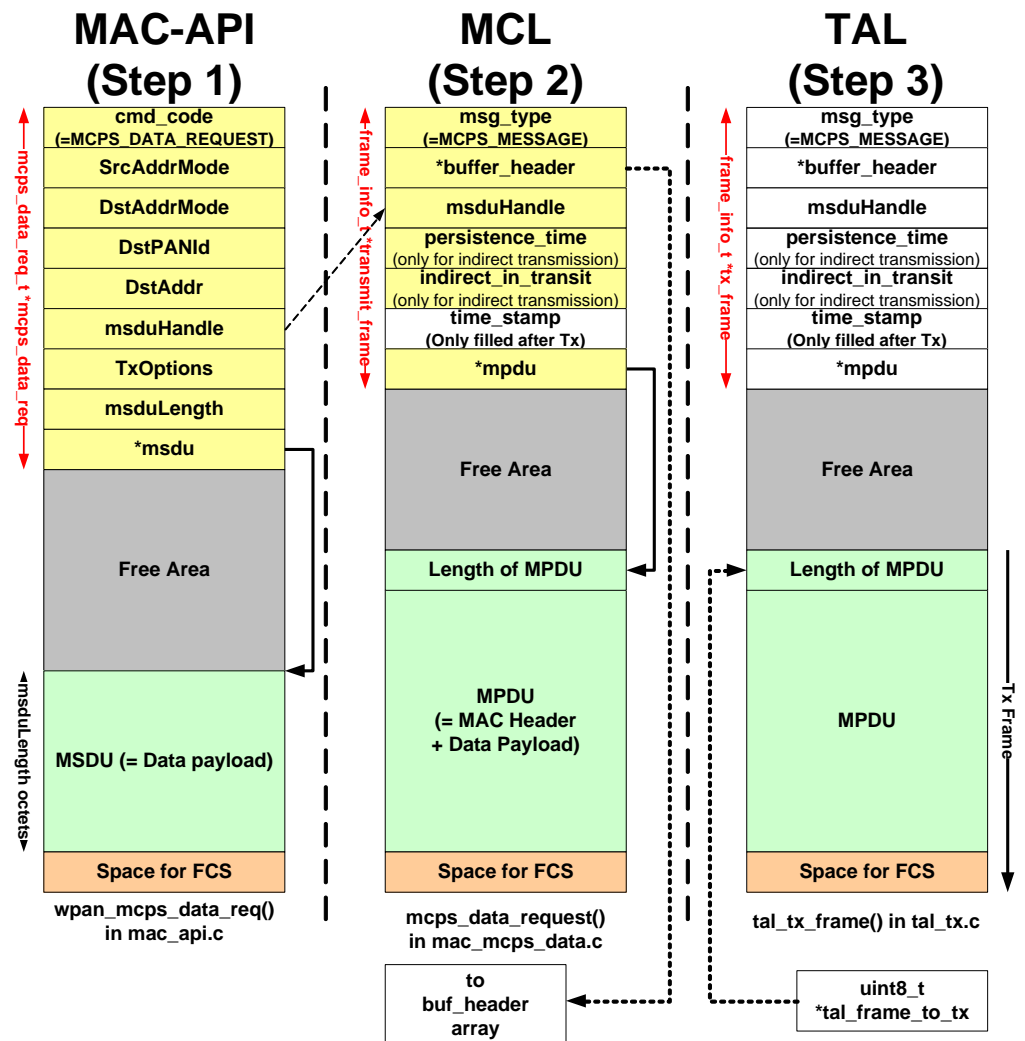 MAC-API
(Step 1)
mcps_data_req_t *mcps_data_req
cmd_code
(=MCPS_DATA_REQUEST)
SrcAddrMode
DstAddrMode
DstPANId
DstAddr
msduHandle
TxOptions
msduLength
*msdu
Free Area
msduLength octets
MSDU (= Data payload)
Space for FCS
wpan_mcps_data_req()
in mac_api.c
MCL
(Step 2)
frame_info_t *transmit_frame
msg_type
(=MCPS_MESSAGE)
*buffer_header
msduHandle
persistence_time
(only for indirect transmission)
indirect_in_transit
(only for indirect transmission)
time_stamp
(Only filled after Tx)
*mpdu
Free Area
Length of MPDU
MPDU
(= MAC Header
+ Data Payload)
Space for FCS
mcps_data_request()
in mac_mcps_data.c
to
buf_header
array
TAL
(Step 3)
frame_info_t *tx_frame
msg_type
(=MCPS_MESSAGE)
*buffer_header
msduHandle
persistence_time
(only for indirect transmission)
indirect_in_transit
(only for indirect transmission)
time_stamp
(Only filled after Tx)
*mpdu
Free Area
Length of MPDU
MPDU
Tx Frame
Space for FCS
tal_tx_frame() in tal_tx.c
uint8_t
*tal_frame_to_tx